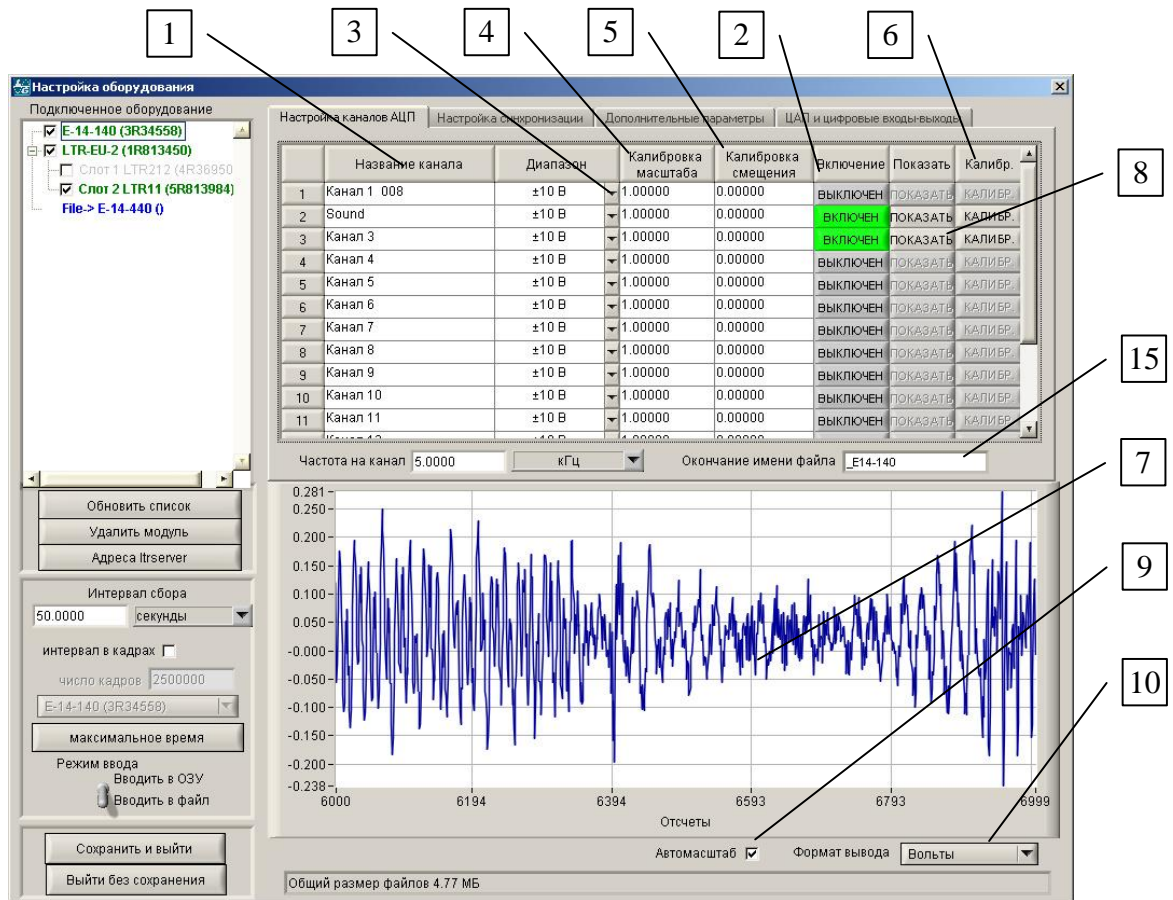 1 3 4 5 2 6
Настройка оборудования
Подключенное оборудование
E-14-140 (3R34558)
LTR-EU-2 (1R813450)
Слот 1 LTR212 (4R36950
Слот 2 LTR11 (5R813984)
File-> E-14-440 ()
Обновить список
Удалить модуль
Адреса ltrserver
Интервал сбора
50.0000 секунды
интервал в кадрах
число кадров 2500000
E-14-140 (3R34558)
максимальное время
Режим ввода
Вводить в ОЗУ
Вводить в файл
Сохранить и выйти
Выйти без сохранения
Настройка каналов АЦП Настройка синхронизации Дополнительные параметры ЦАП и цифровые входы-выходы
Название канала Диапазон Калибровка масштаба Калибровка смещения Включение Показать Калибр.
1 Канал 1 008 ±10 В 1.00000 0.00000 ВЫКЛЮЧЕН ПОКАЗАТЬ КАЛИБР.
2 Sound ±10 В 1.00000 0.00000 ВКЛЮЧЕН ПОКАЗАТЬ КАЛИБР.
3 Канал 3 ±10 В 1.00000 0.00000 ВКЛЮЧЕН ПОКАЗАТЬ КАЛИБР.
4 Канал 4 ±10 В 1.00000 0.00000 ВЫКЛЮЧЕН ПОКАЗАТЬ КАЛИБР.
5 Канал 5 ±10 В 1.00000 0.00000 ВЫКЛЮЧЕН ПОКАЗАТЬ КАЛИБР.
6 Канал 6 ±10 В 1.00000 0.00000 ВЫКЛЮЧЕН ПОКАЗАТЬ КАЛИБР.
7 Канал 7 ±10 В 1.00000 0.00000 ВЫКЛЮЧЕН ПОКАЗАТЬ КАЛИБР.
8 Канал 8 ±10 В 1.00000 0.00000 ВЫКЛЮЧЕН ПОКАЗАТЬ КАЛИБР.
9 Канал 9 ±10 В 1.00000 0.00000 ВЫКЛЮЧЕН ПОКАЗАТЬ КАЛИБР.
10 Канал 10 ±10 В 1.00000 0.00000 ВЫКЛЮЧЕН ПОКАЗАТЬ КАЛИБР.
11 Канал 11 ±10 В 1.00000 0.00000 ВЫКЛЮЧЕН ПОКАЗАТЬ КАЛИБР.
Частота на канал 5.0000 кГц Окончание имени файла _E14-140
8
15
7
9
10
0.281
0.250
0.200
0.150
0.100
0.050
-0.000
-0.050
-0.100
-0.150
-0.200
-0.238
6000 6194 6394 6593 6793 6999
Отсчеты
Автомасштаб Формат вывода Вольты
Общий размер файлов 4.77 МБ